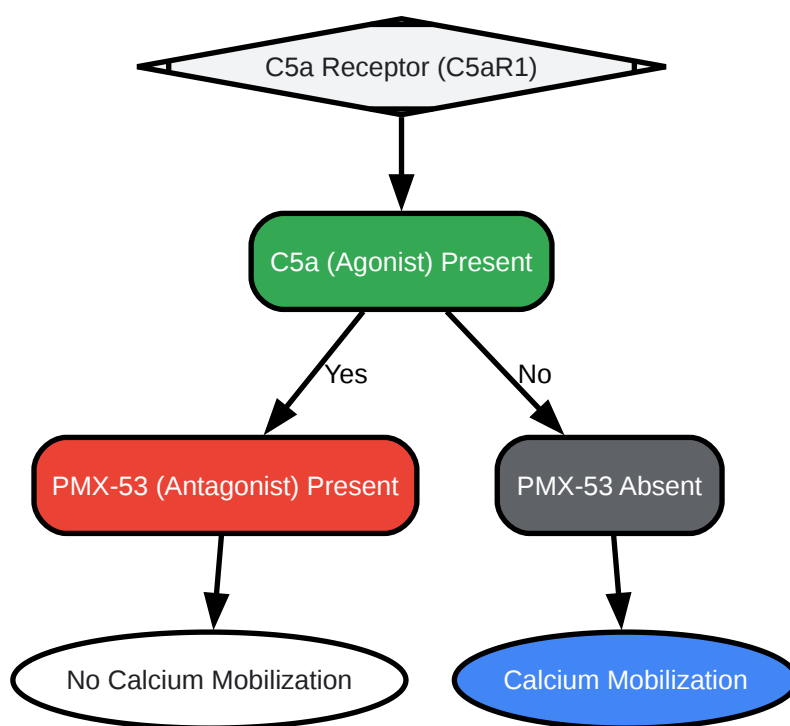 C5a Receptor (C5aR1)
C5a (Agonist) Present
Yes
No
PMX-53 (Antagonist) Present
PMX-53 Absent
No Calcium Mobilization
Calcium Mobilization